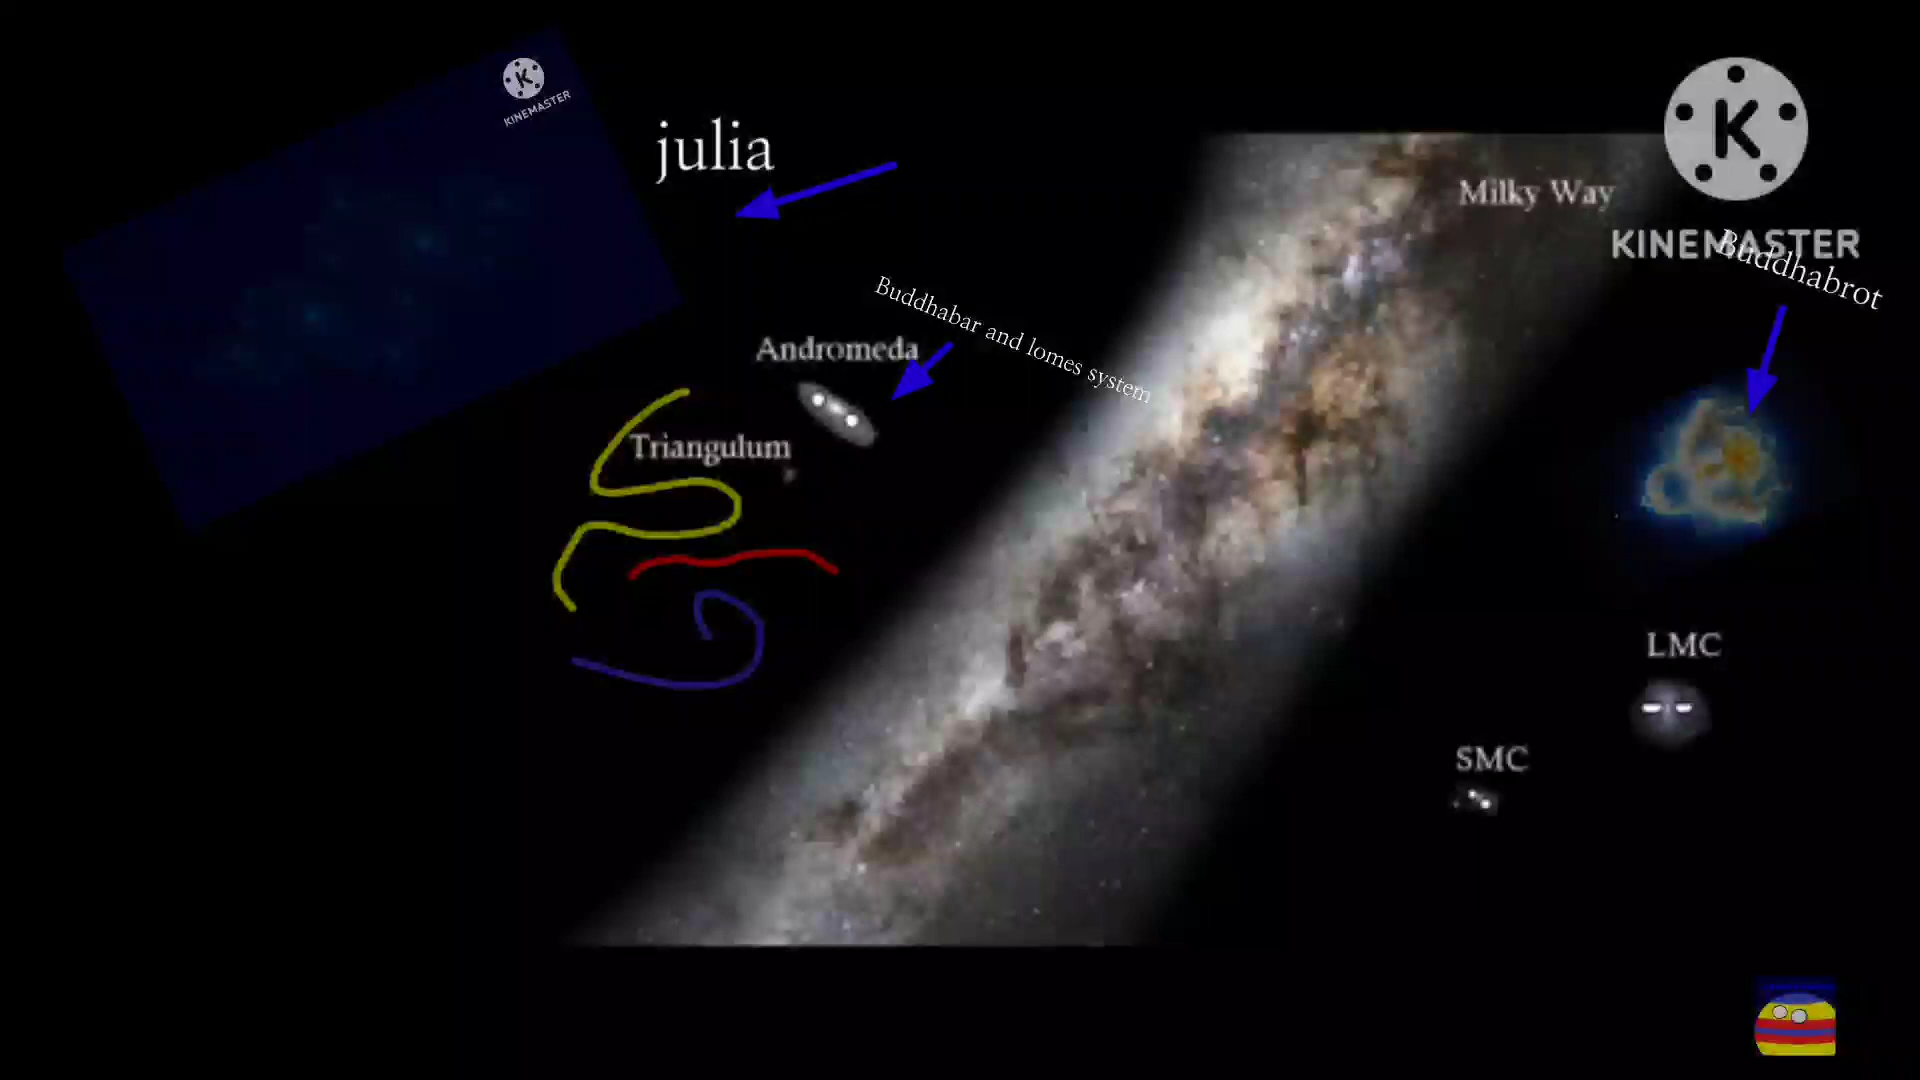 K
KINEMASTER
julia
K
Milky Way
KINEMASTER
Buddhabrot
Buddhabar and lomes system
Andromeda
Triangulum
LMC
SMC